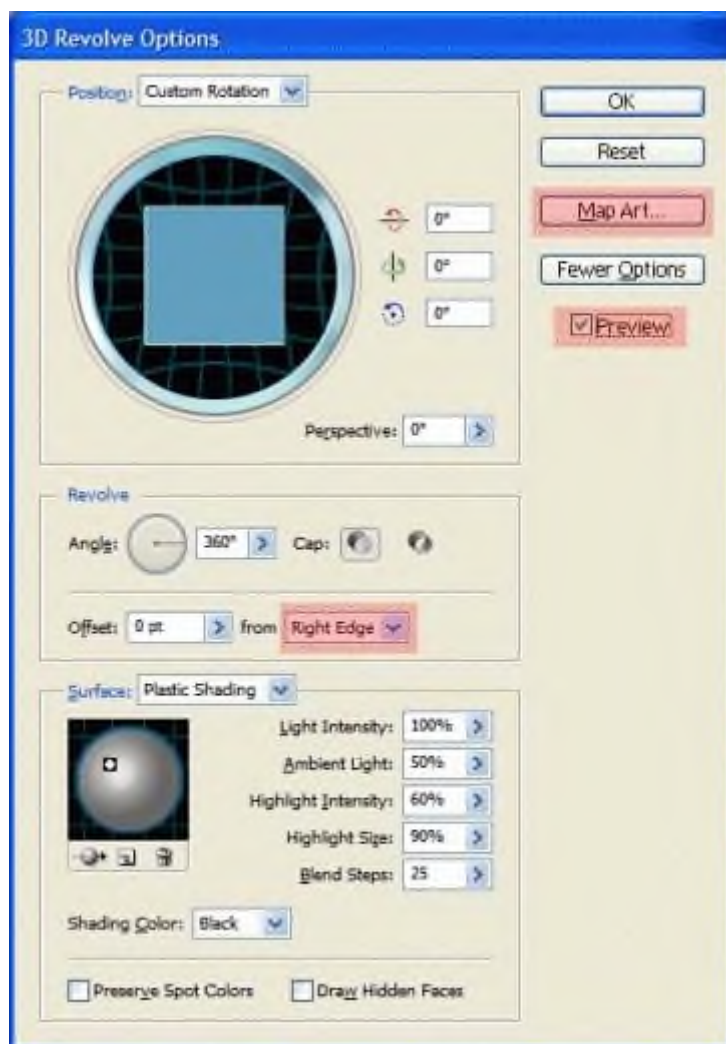 3D Revolve Options
Position: Custom Rotation
OK
Reset
Map Art...
Fewer Options
Preview
0°
0°
0°
Perspective: 0°
Revolve
Angle: 360° Cap:
Offset: 0 pt from Right Edge
Surface: Plastic Shading
Light Intensity: 100%
Ambient Light: 50%
Highlight Intensity: 60%
Highlight Size: 90%
Blend Steps: 25
Shading Color: Black
Preserve Spot Colors Draw Hidden Faces